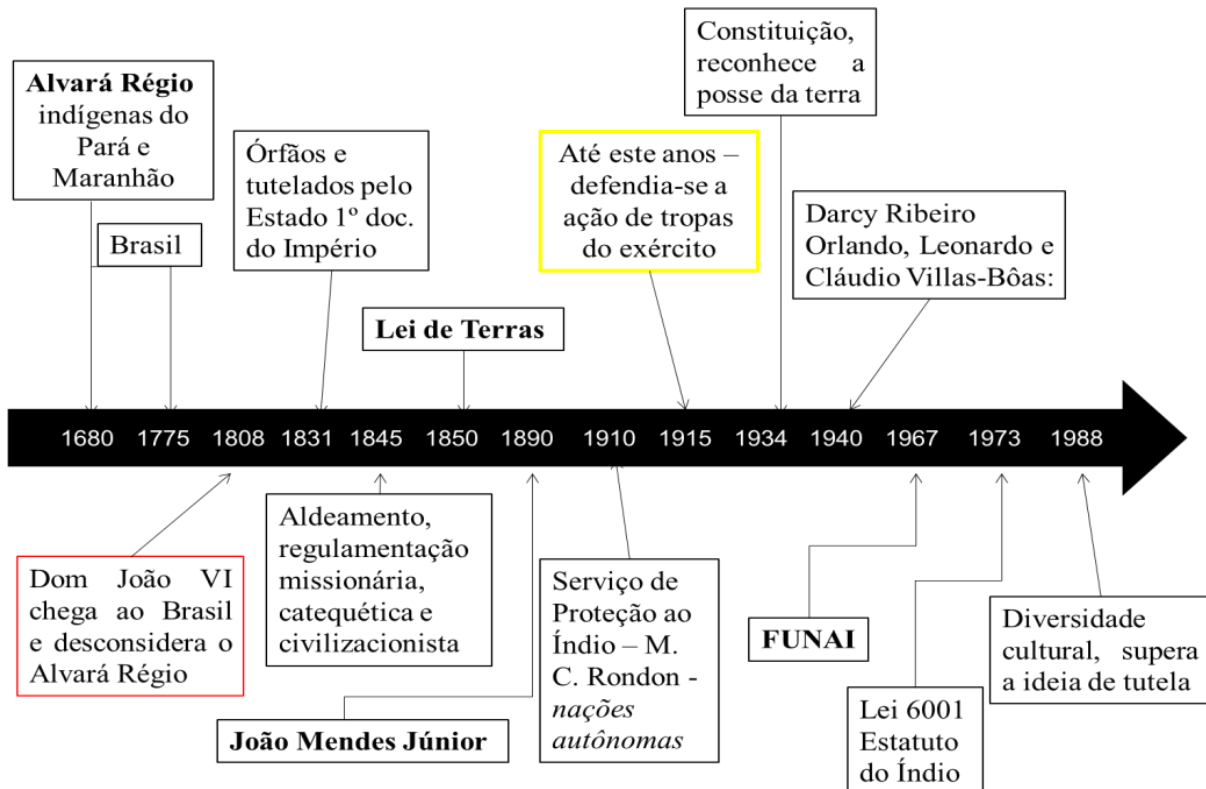 Alvará Régio
indígenas do
Pará e
Maranhão
Brasil
Órfãos e
tutelados pelo
Estado 1º doc.
do Império
Lei de Terras
Até este anos –
defendia-se a
ação de tropas
do exército
Constituição,
reconhece a
posse da terra
Darcy Ribeiro
Orlando, Leonardo e
Cláudio Villas-Bôas:
1680 1775 1808 1831 1845 1850 1890 1910 1915 1934 1940 1967 1973 1988
Dom João VI
chega ao Brasil
e desconsidera o
Alvará Régio
Aldeamento,
regulamentação
missionária,
catequética e
civilizacionista
João Mendes Júnior
Serviço de
Proteção ao
Índio – M.
C. Rondon -
nações
autônomas
FUNAI
Lei 6001
Estatuto
do Índio
Diversidade
cultural, supera
a ideia de tutela